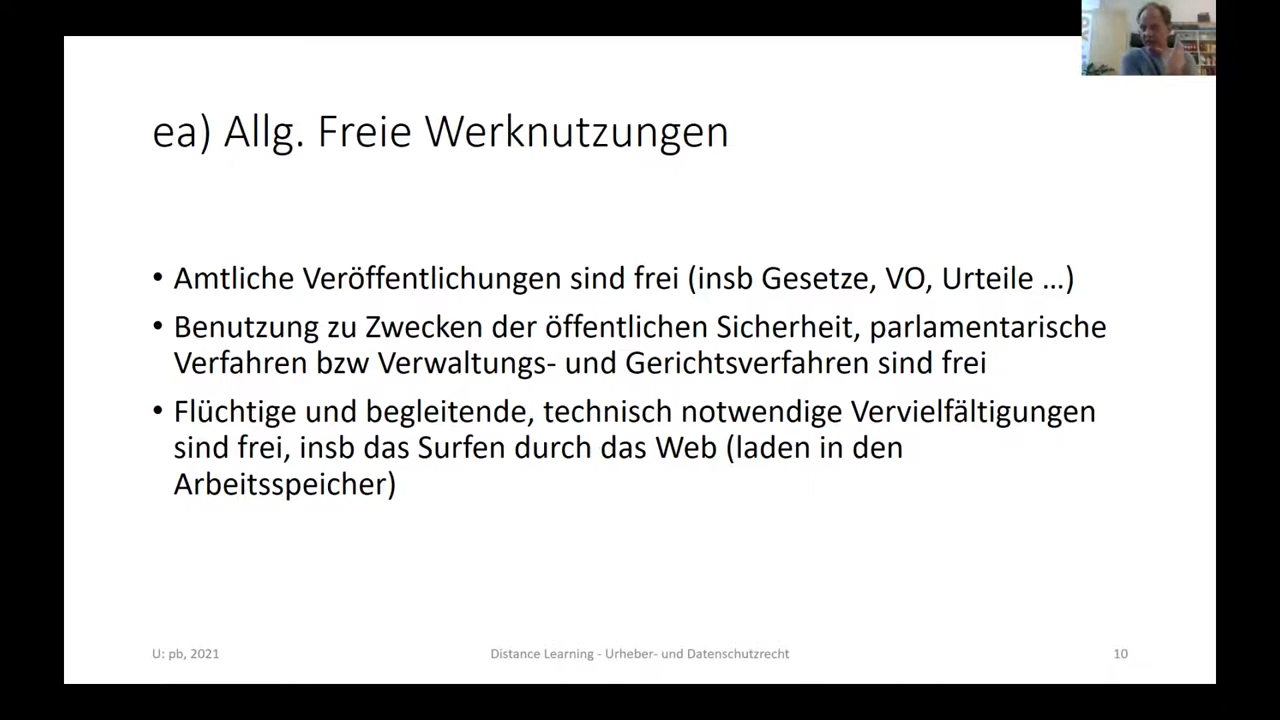 ea) Allg. Freie Werknutzungen
• Amtliche Veröffentlichungen sind frei (insb Gesetze, VO, Urteile …)
• Benutzung zu Zwecken der öffentlichen Sicherheit, parlamentarische
Verfahren bzw Verwaltungs- und Gerichtsverfahren sind frei
• Flüchtige und begleitende, technisch notwendige Vervielfältigungen
sind frei, insb das Surfen durch das Web (laden in den
Arbeitsspeicher)
U: pb, 2021
Distance Learning - Urheber- und Datenschutzrecht
10